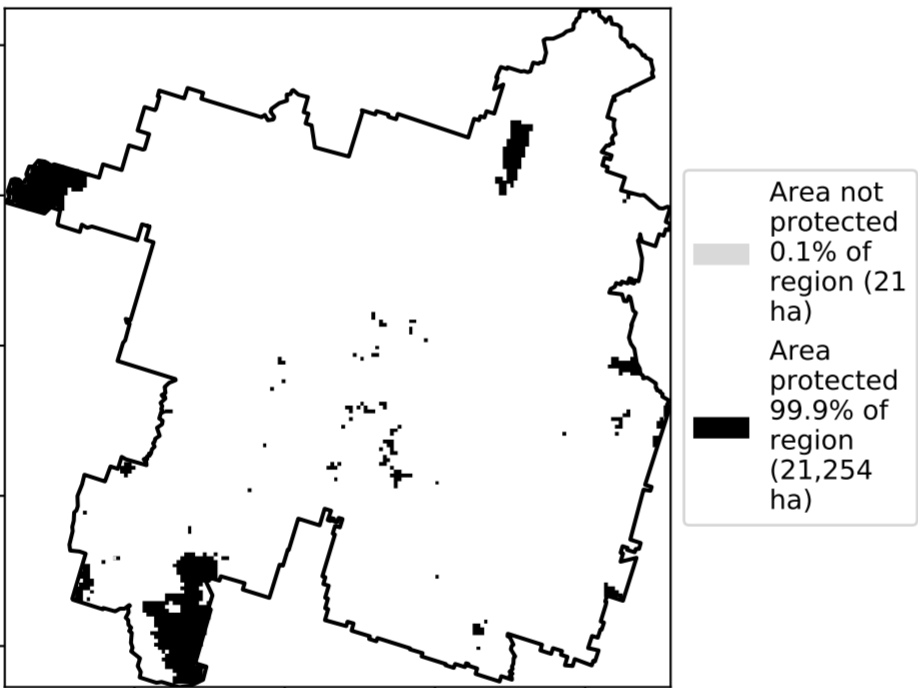 Area not
protected
0.1% of
region (21
ha)
Area
protected
99.9% of
region
(21,254
ha)